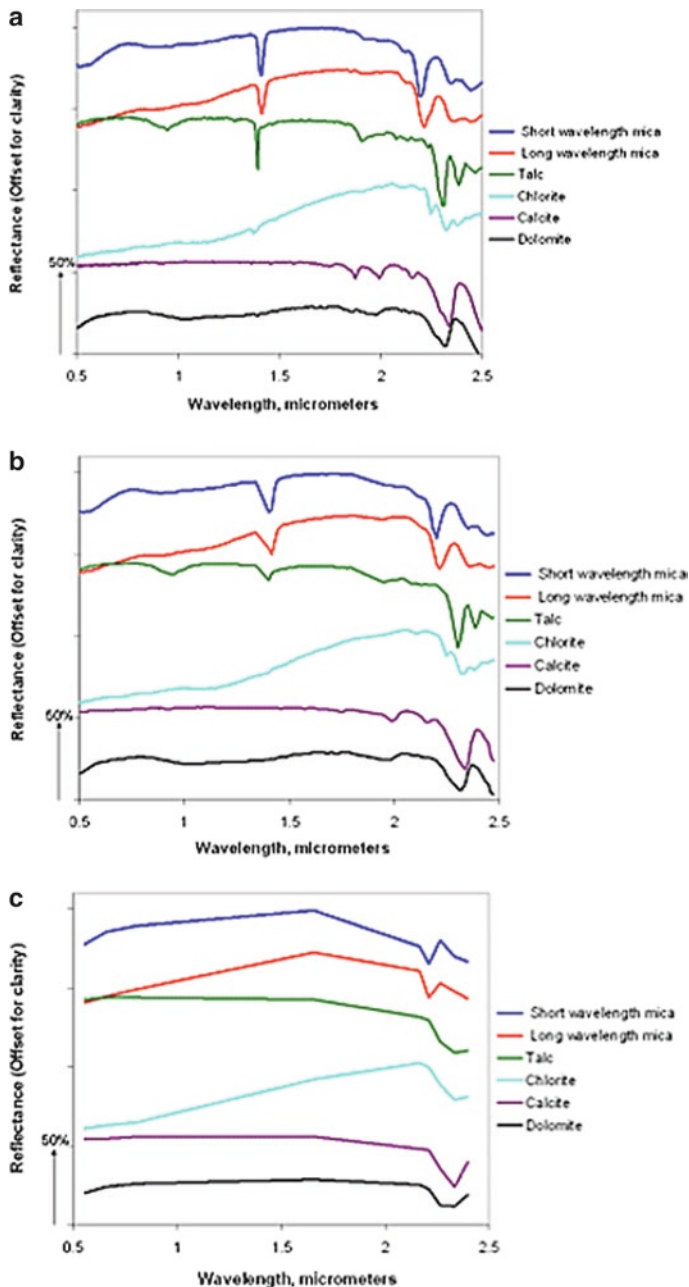 a
Reflectance (Offset for clarity)
50%
0.5 1 1.5 2 2.5
Wavelength, micrometers
Short wavelength mica
Long wavelength mica
Talc
Chlorite
Calcite
Dolomite
b
Reflectance (Offset for clarity)
50%
0.5 1 1.5 2 2.5
Wavelength, micrometers
Short wavelength mica
Long wavelength mica
Talc
Chlorite
Calcite
Dolomite
c
Reflectance (Offset for clarity)
50%
0.5 1 1.5 2 2.5
Wavelength, micrometers
Short wavelength mica
Long wavelength mica
Talc
Chlorite
Calcite
Dolomite